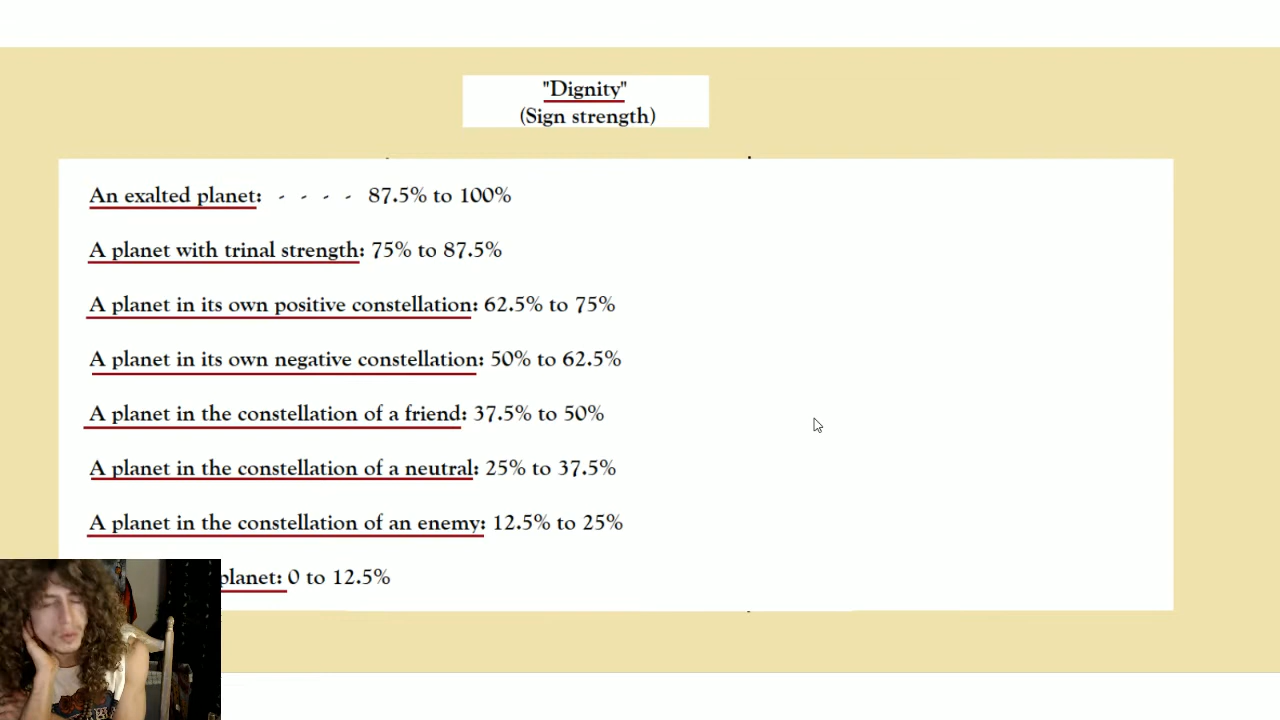 "Dignity"
(Sign strength)
An exalted planet: - - - - 87.5% to 100%
A planet with trinal strength: 75% to 87.5%
A planet in its own positive constellation: 62.5% to 75%
A planet in its own negative constellation: 50% to 62.5%
A planet in the constellation of a friend: 37.5% to 50%
A planet in the constellation of a neutral: 25% to 37.5%
A planet in the constellation of an enemy: 12.5% to 25%
planet: 0 to 12.5%